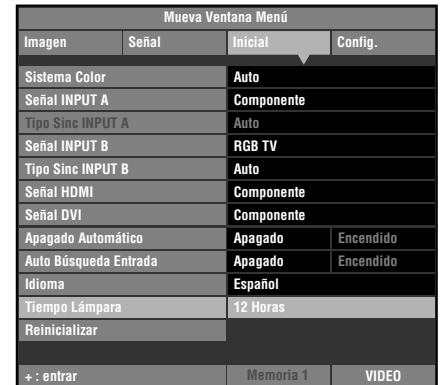 Mueva Ventana Menú
Imagen Señal Inicial Config.
Sistema Color Auto
Señal INPUT A Componente
Tipo Sinc INPUT A Auto
Señal INPUT B RGB TV
Tipo Sinc INPUT B Auto
Señal HDMI Componente
Señal DVI Componente
Apagado Automático Apagado Encendido
Auto Búsqueda Entrada Apagado Encendido
Idioma Español
Tiempo Lámpara 12 Horas
Reinicializar
+ : entrar Memoria 1 VIDEO